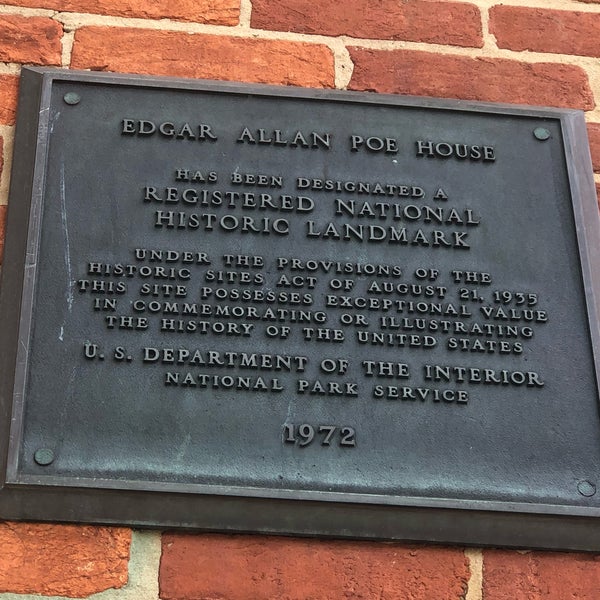 EDGAR ALLAN POE HOUSE
HAS BEEN DESIGNATED A
REGISTERED NATIONAL
HISTORIC LANDMARK
UNDER THE PROVISIONS OF THE
HISTORIC SITES ACT OF AUGUST 21, 1935
THIS SITE POSSESSES EXCEPTIONAL VALUE
IN COMMEMORATING OR ILLUSTRATING
THE HISTORY OF THE UNITED STATES
U. S. DEPARTMENT OF THE INTERIOR
NATIONAL PARK SERVICE
1972